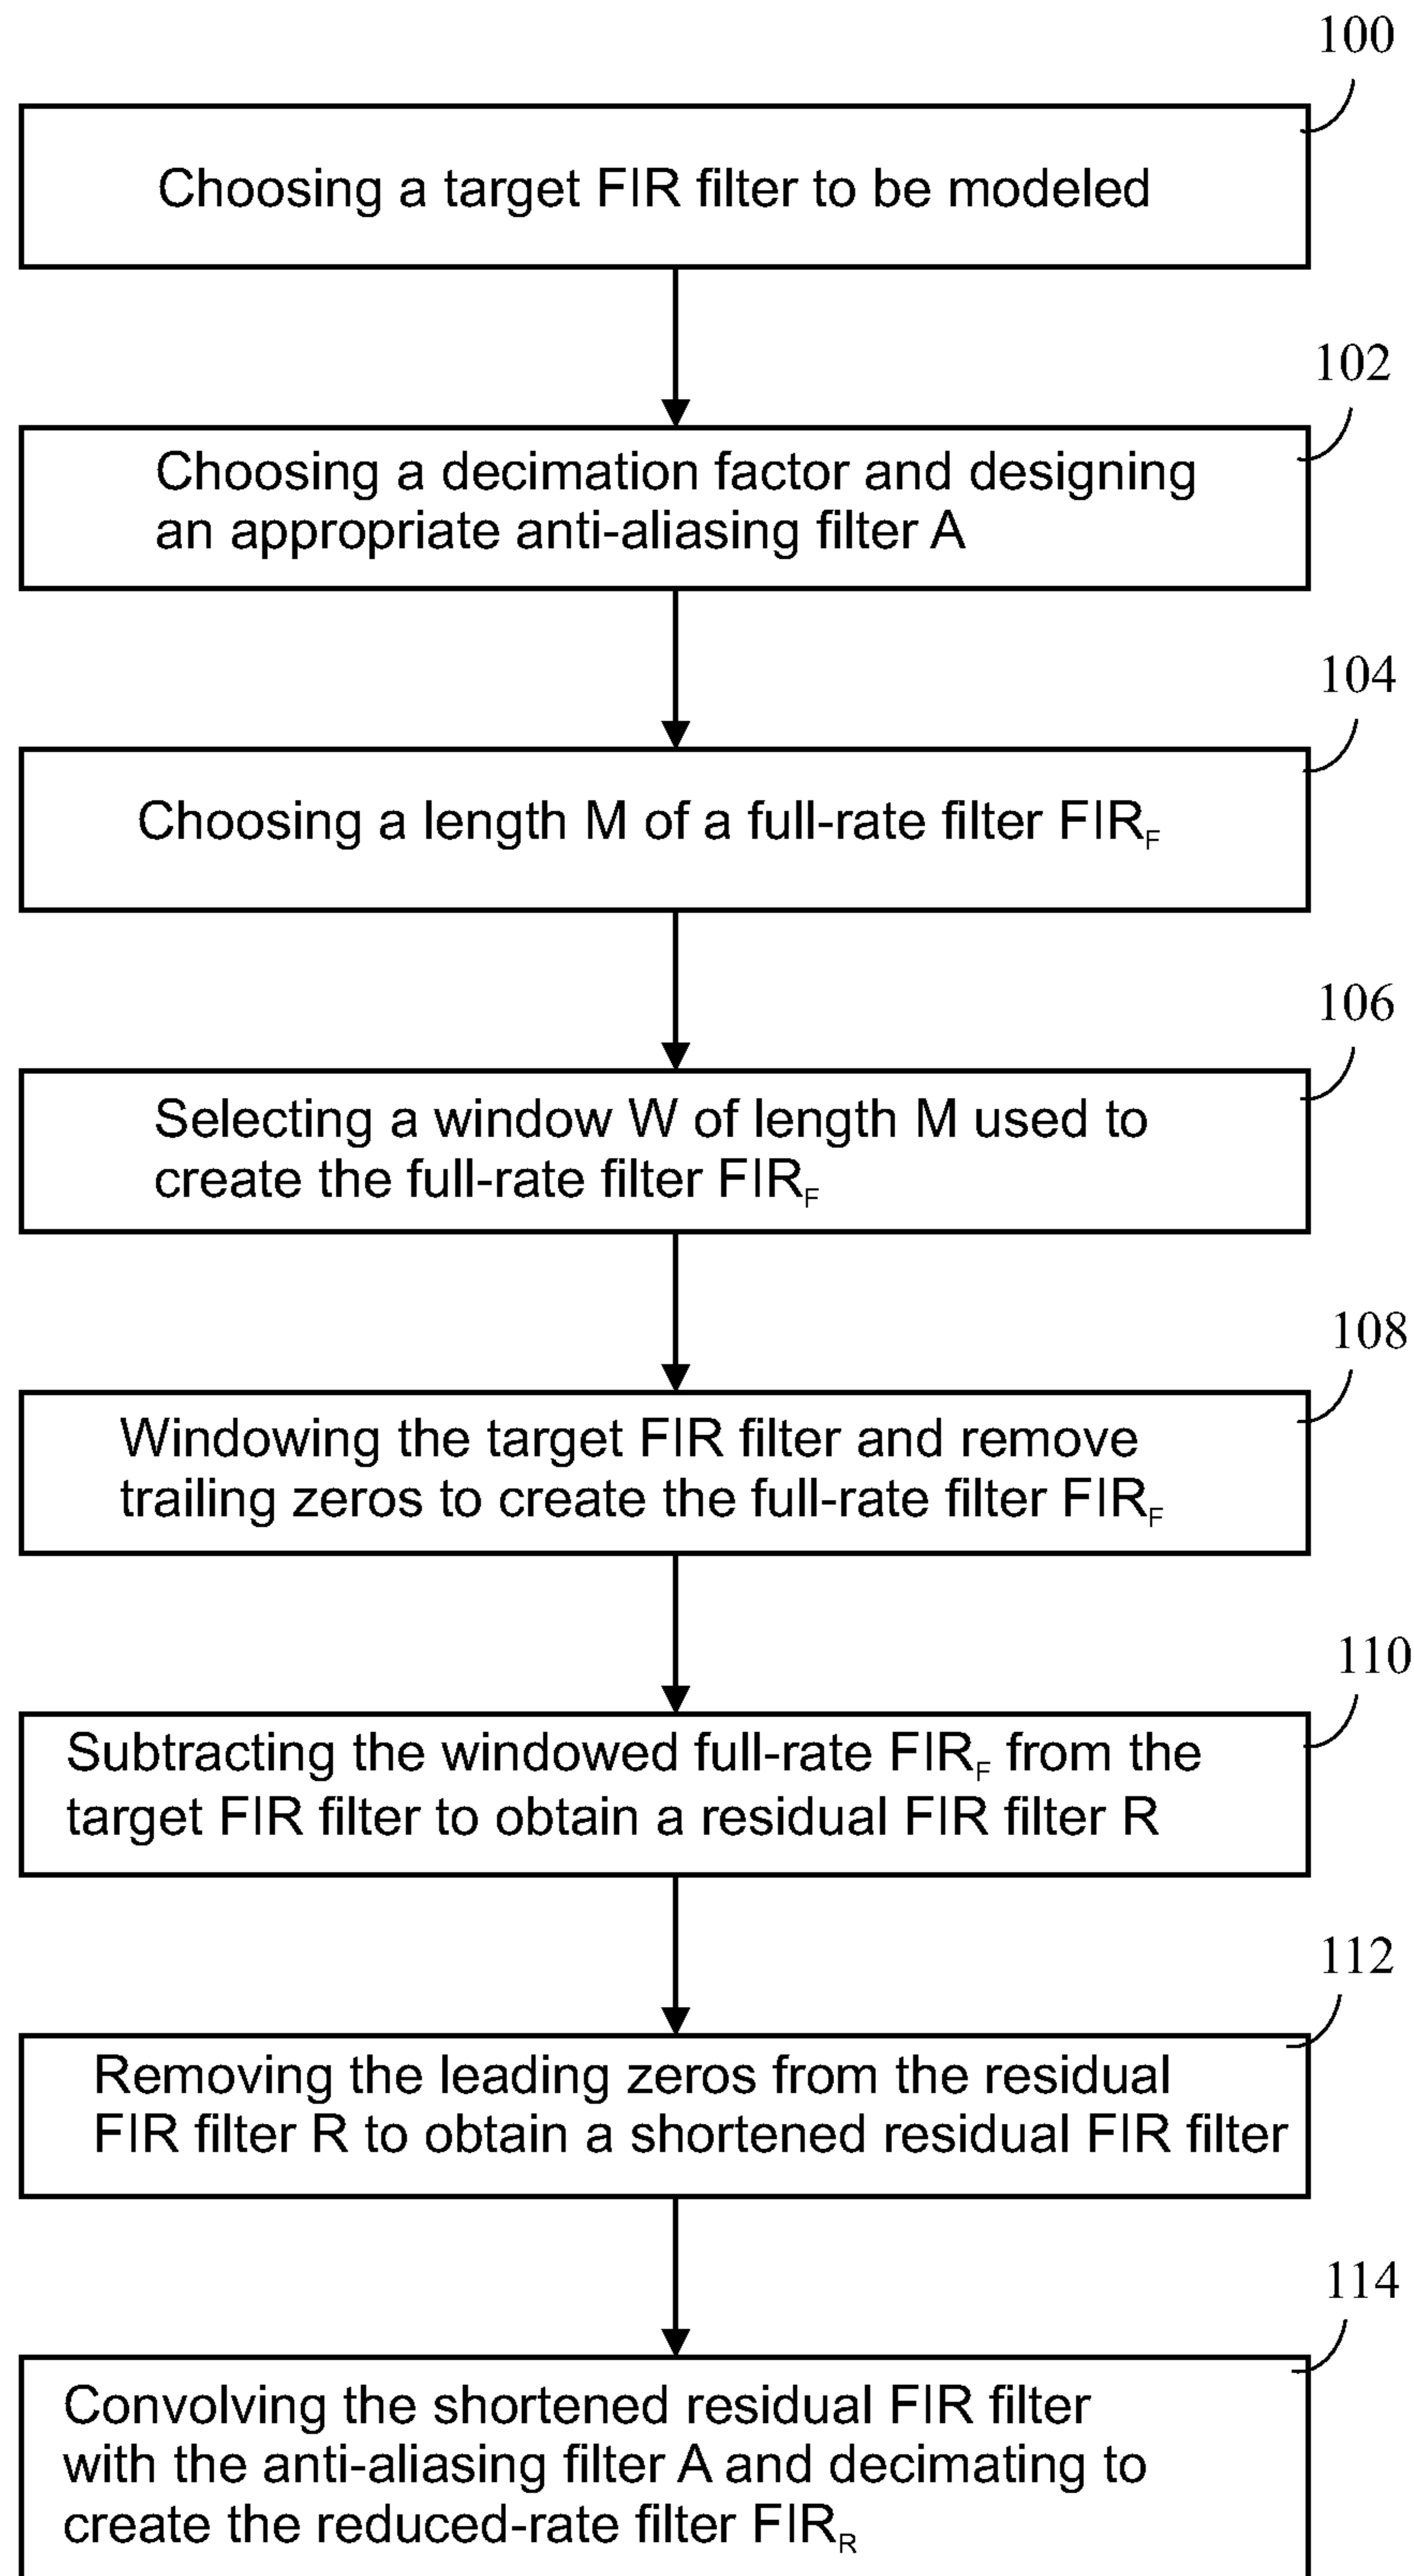 100
Choosing a target FIR filter to be modeled
102
Choosing a decimation factor and designing
an appropriate anti-aliasing filter A
104
Choosing a length M of a full-rate filter FIR_F
106
Selecting a window W of length M used to
create the full-rate filter FIR_F
108
Windowing the target FIR filter and remove
trailing zeros to create the full-rate filter FIR_F
110
Subtracting the windowed full-rate FIR_F from the
target FIR filter to obtain a residual FIR filter R
112
Removing the leading zeros from the residual
FIR filter R to obtain a shortened residual FIR filter
114
Convolving the shortened residual FIR filter
with the anti-aliasing filter A and decimating to
create the reduced-rate filter FIR_R